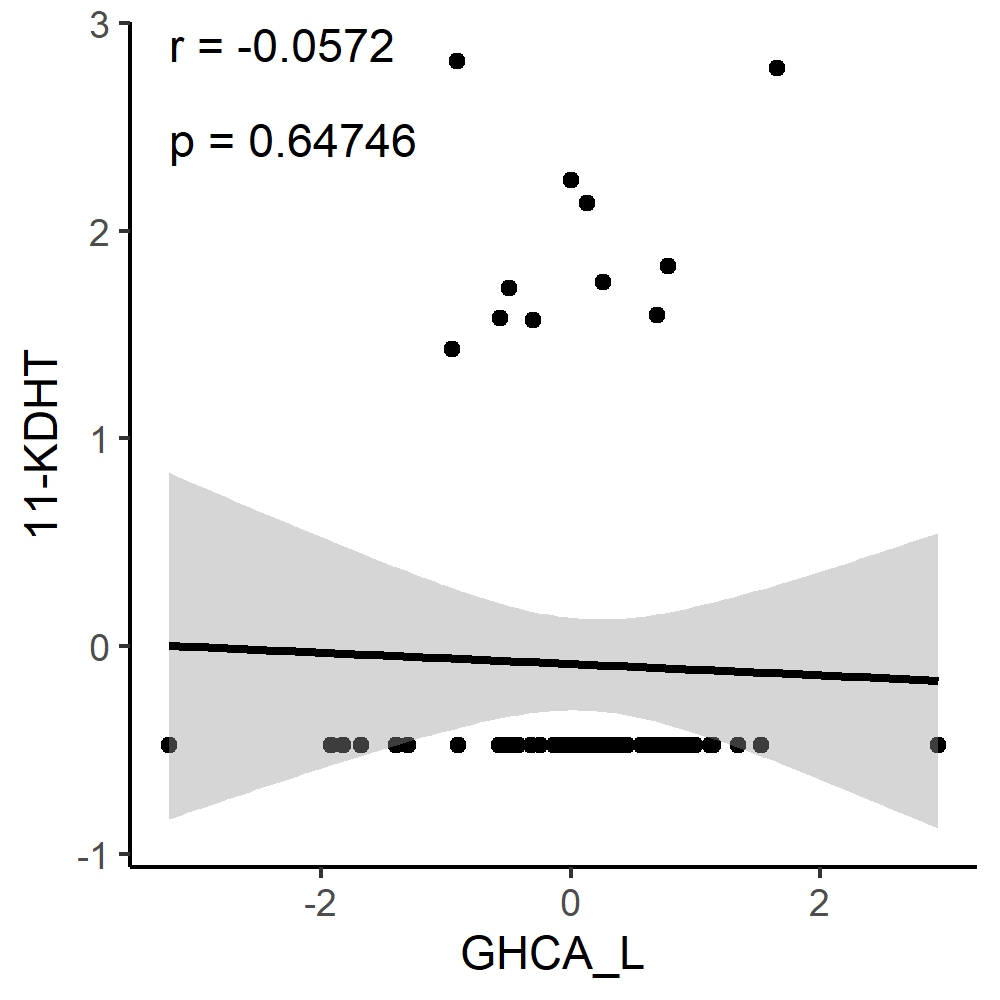 r = -0.0572
p = 0.64746
3
2
1
0
-1
11-KDHT
-2
0
2
GHCA_L